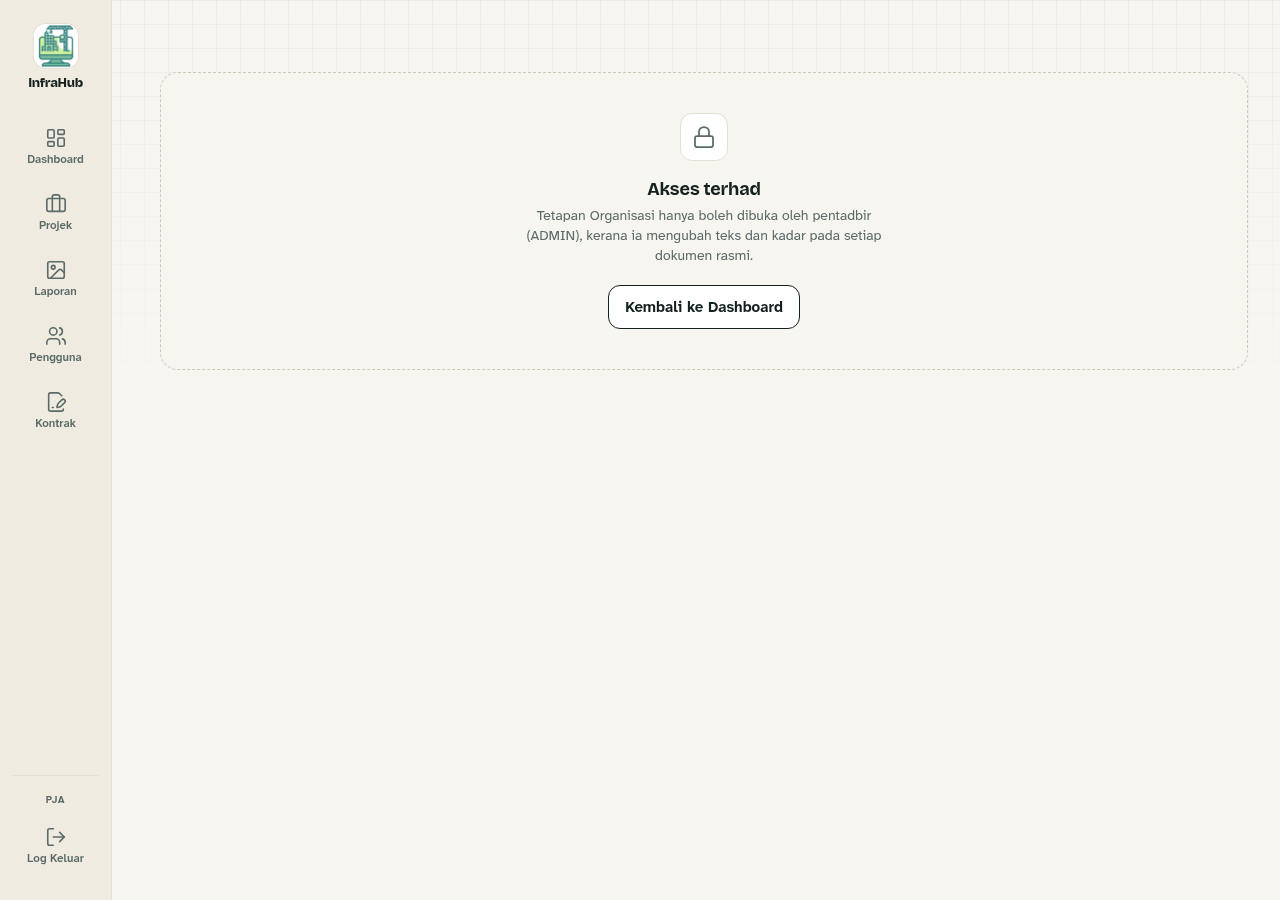 InfraHub
Dashboard
Projek
Laporan
Pengguna
Kontrak
PJA
Log Keluar
Akses terhad
Tetapan Organisasi hanya boleh dibuka oleh pentadbir
(ADMIN), kerana ia mengubah teks dan kadar pada setiap
dokumen rasmi.
Kembali ke Dashboard